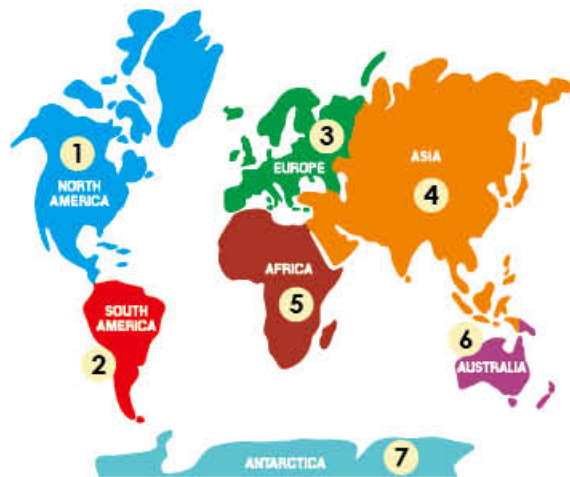 1
NORTH
AMERICA
2
SOUTH
AMERICA
3
EUROPE
4
ASIA
5
AFRICA
6
AUSTRALIA
7
ANTARCTICA